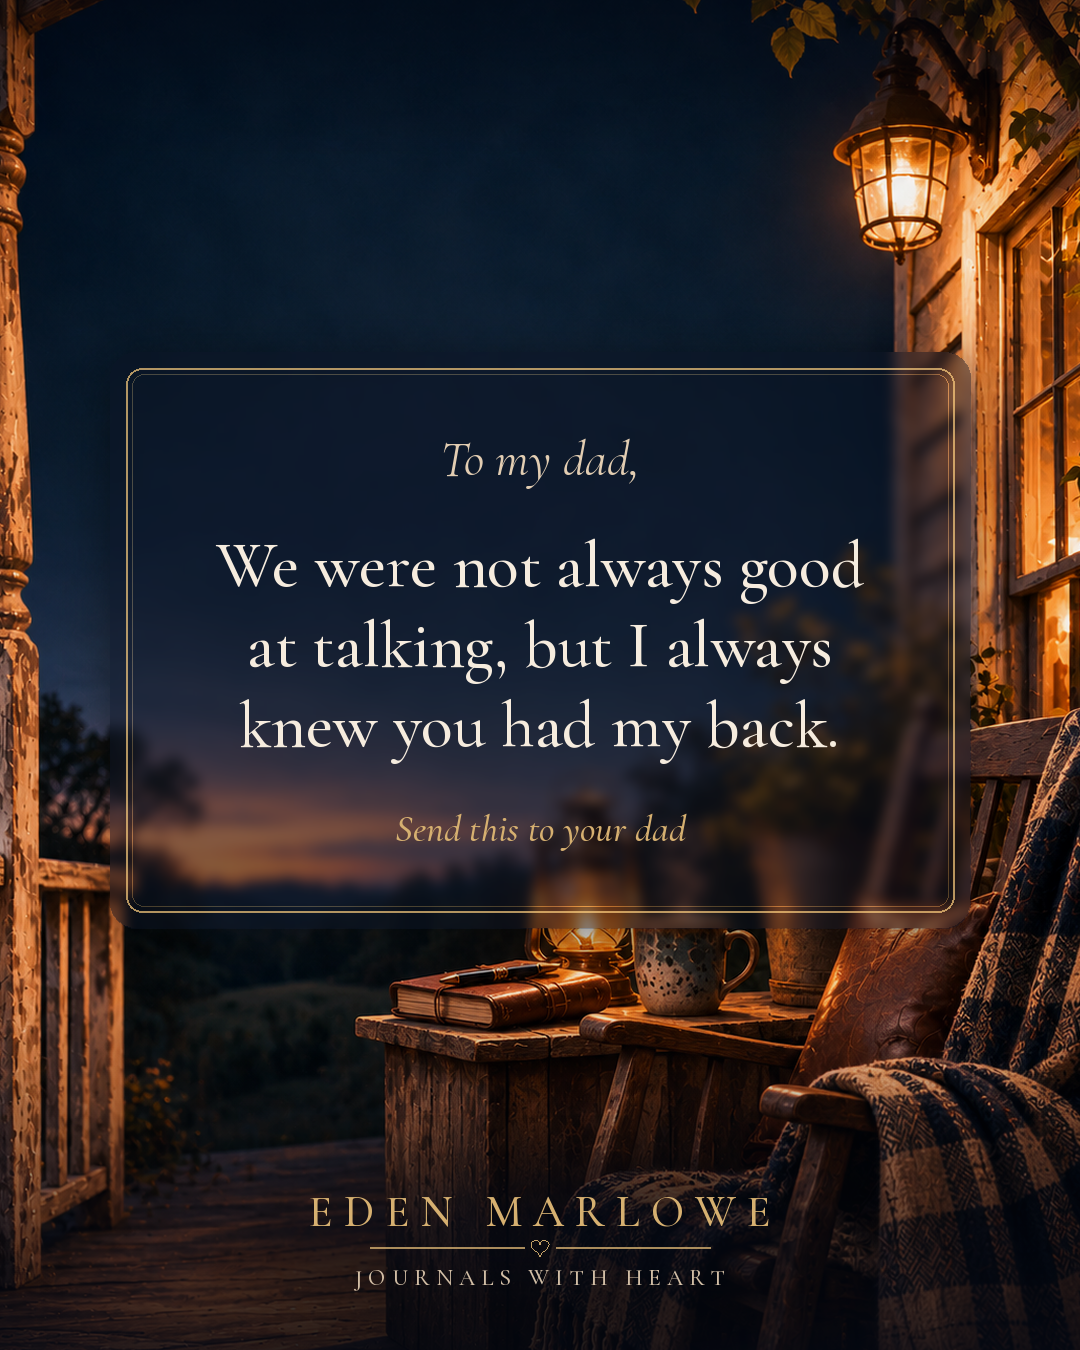 To my dad,
We were not always good
at talking, but I always
knew you had my back.
Send this to your dad
EDEN MARLOWE
JOURNALS WITH HEART